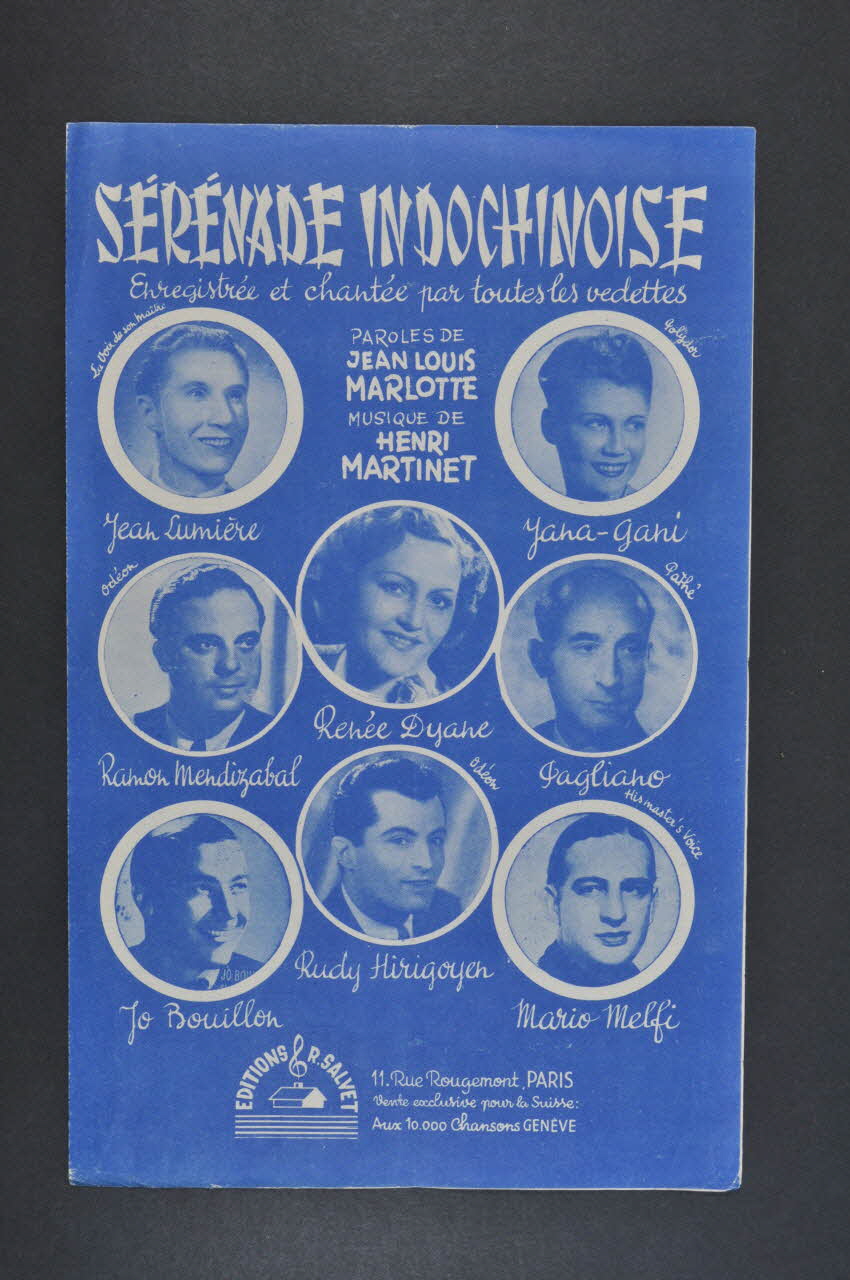 SÉRÉNADE INDOCHINOISE
Enregistrée et chantée par toutes les vedettes
La Voix de son Maître
Polydor
PAROLES DE
JEAN LOUIS
MARLOTTE
MUSIQUE DE
HENRI
MARTINET
Jean Lumière
Yana-Gani
Odéon
Pathé
Renée Dyane
Ramon Mendizabal
Pagliano
Odéon
His master's Voice
JO BOUI
Rudy Hirigoyen
Jo Bouillon
Mario Melfi
EDITIONS R. SALVET
11. Rue Rougemont, PARIS
Vente exclusive pour la Suisse:
Aux 10.000 Chansons GENÈVE